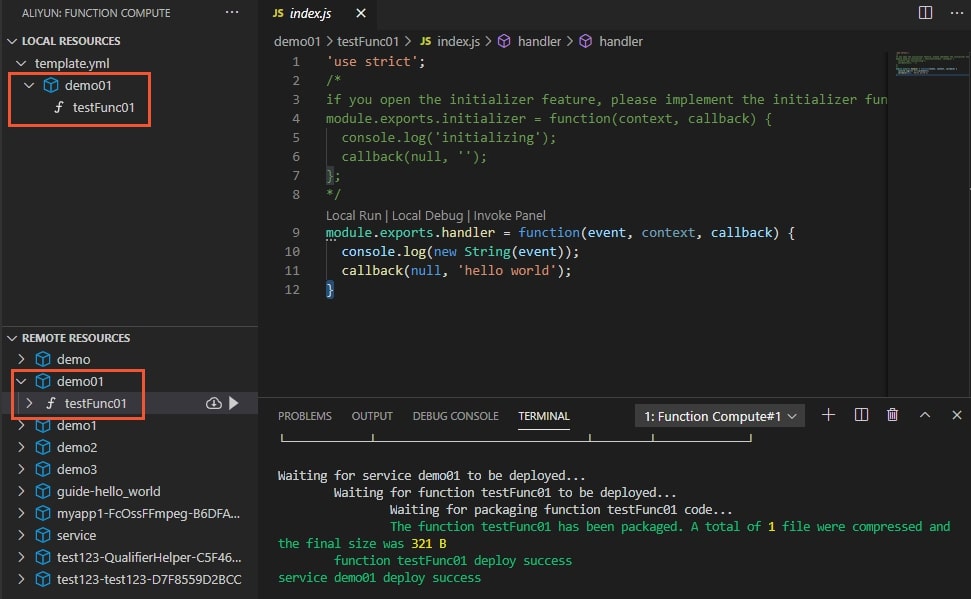 ALIYUN: FUNCTION COMPUTE
LOCAL RESOURCES
template.yml
demo01
testFunc01
REMOTE RESOURCES
demo
demo01
testFunc01
demo1
demo2
demo3
guide-hello_world
myapp1-FcOssFFmpeg-B6DFA...
service
test123-QualifierHelper-C5F46...
test123-test123-D7F8559D2BCC
JS index.js
demo01 > testFunc01 > JS index.js > handler > handler
1 'use strict';
2 /*
3 if you open the initializer feature, please implement the initializer fun
4 module.exports.initializer = function(context, callback) {
5 console.log('initializing');
6 callback(null, '');
7 };
8 */
Local Run | Local Debug | Invoke Panel
9 module.exports.handler = function(event, context, callback) {
10 console.log(new String(event));
11 callback(null, 'hello world');
12 }
PROBLEMS OUTPUT DEBUG CONSOLE TERMINAL 1: Function Compute#1
Waiting for service demo01 to be deployed...
Waiting for function testFunc01 to be deployed...
Waiting for packaging function testFunc01 code...
The function testFunc01 has been packaged. A total of 1 file were compressed and
the final size was 321 B
function testFunc01 deploy success
service demo01 deploy success